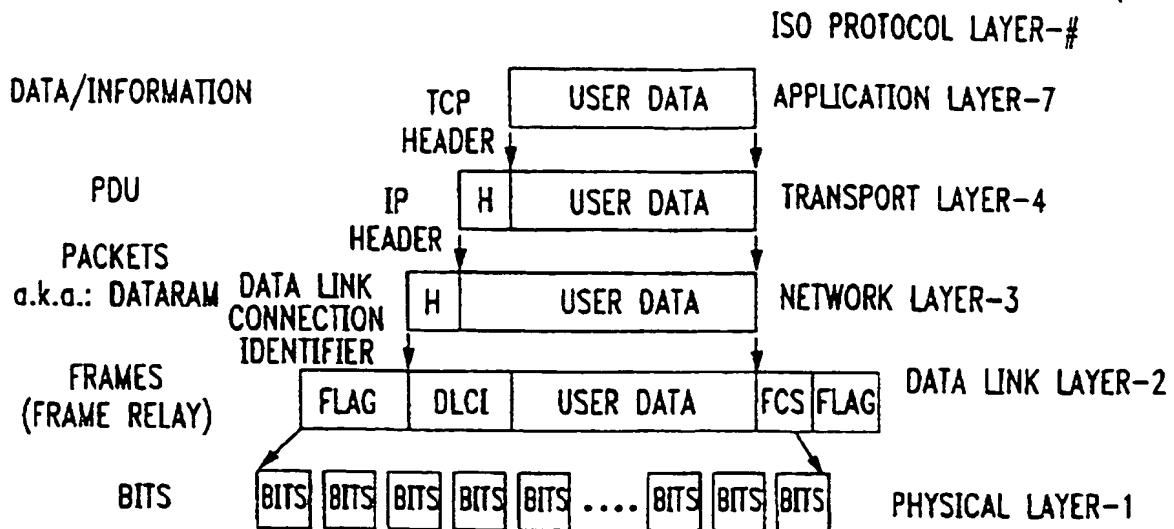 ISO PROTOCOL LAYER-#
DATA/INFORMATION
TCP
HEADER
USER DATA
APPLICATION LAYER-7
PDU
IP
HEADER
H
USER DATA
TRANSPORT LAYER-4
PACKETS
a.k.a.: DATARAM
DATA LINK
CONNECTION
IDENTIFIER
H
USER DATA
NETWORK LAYER-3
FRAMES
(FRAME RELAY)
FLAG
DLCI
USER DATA
FCS
FLAG
DATA LINK LAYER-2
BITS
BITS BITS BITS BITS BITS .... BITS BITS BITS
PHYSICAL LAYER-1